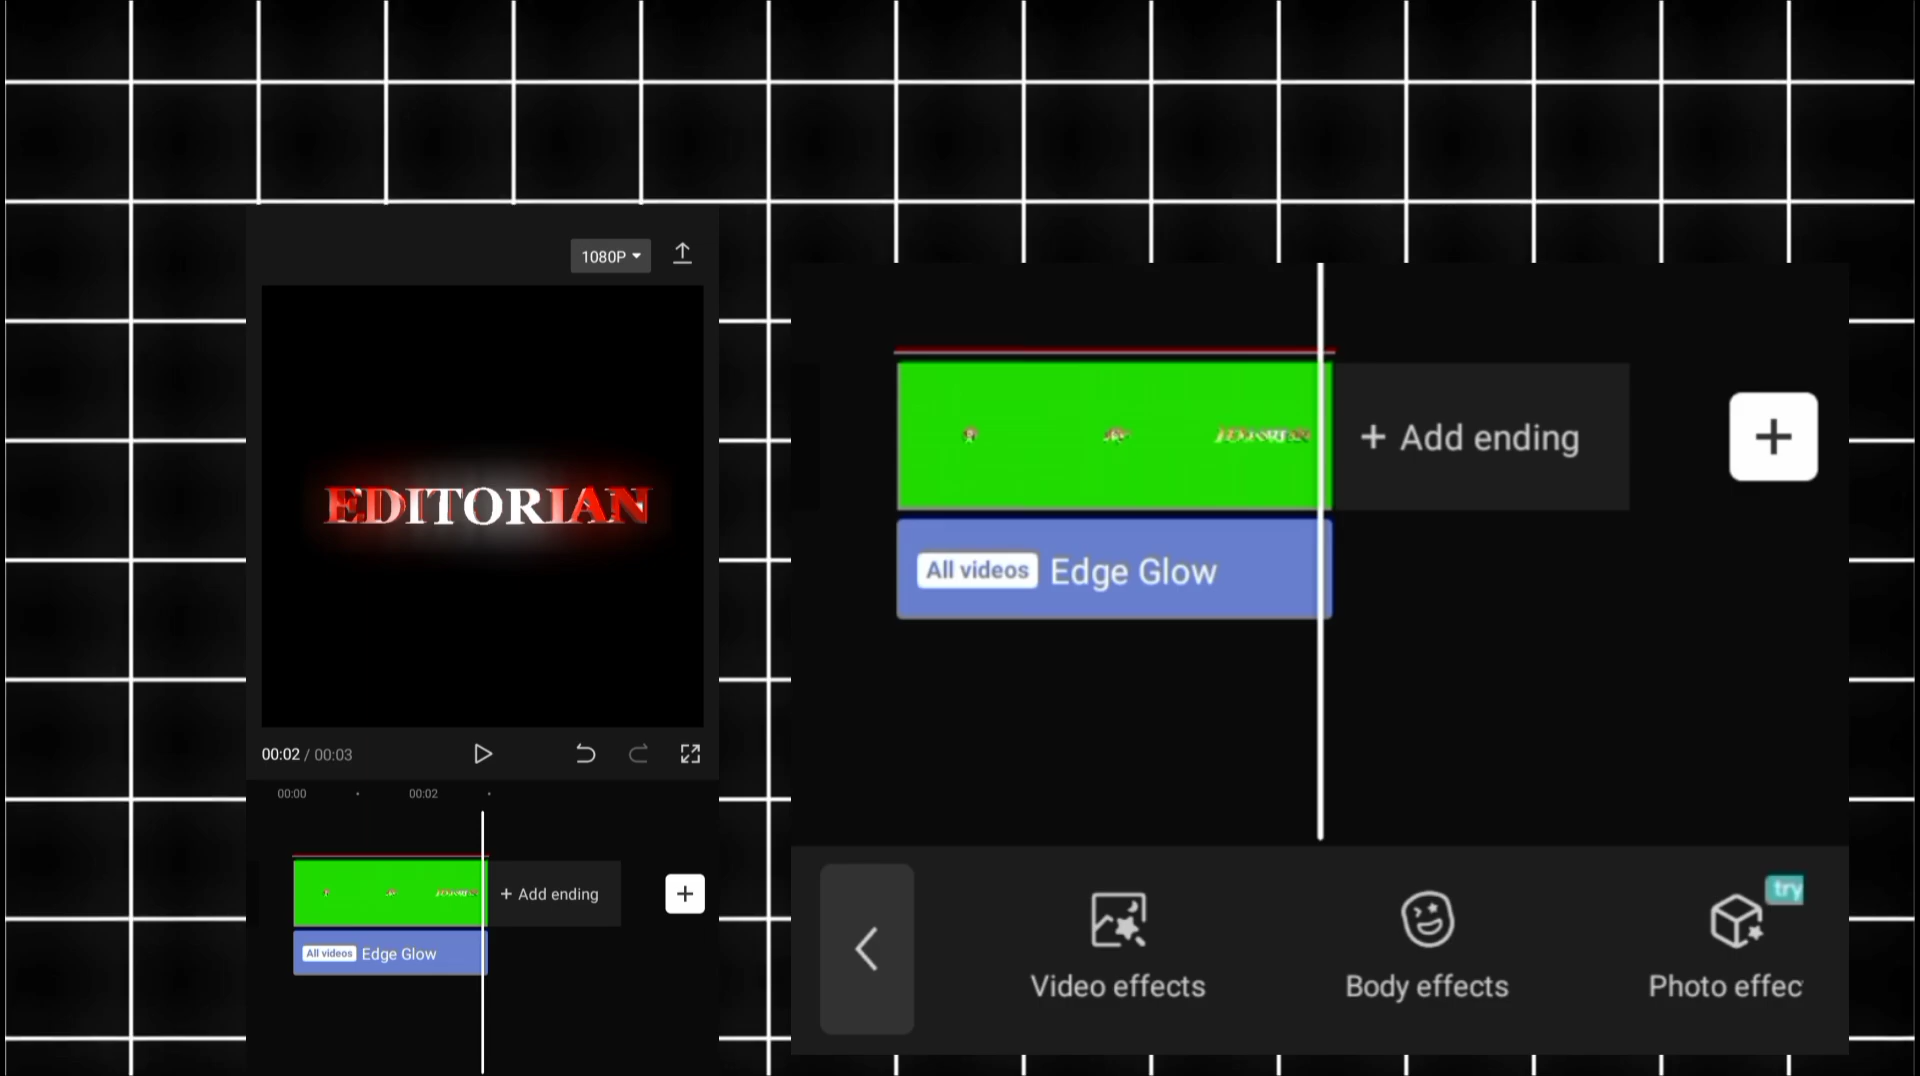 1080P
EDITORIAN
00:02 / 00:03
00:00
00:02
+ Add ending
All videos Edge Glow
+ Add ending
All videos Edge Glow
try
Video effects
Body effects
Photo effec